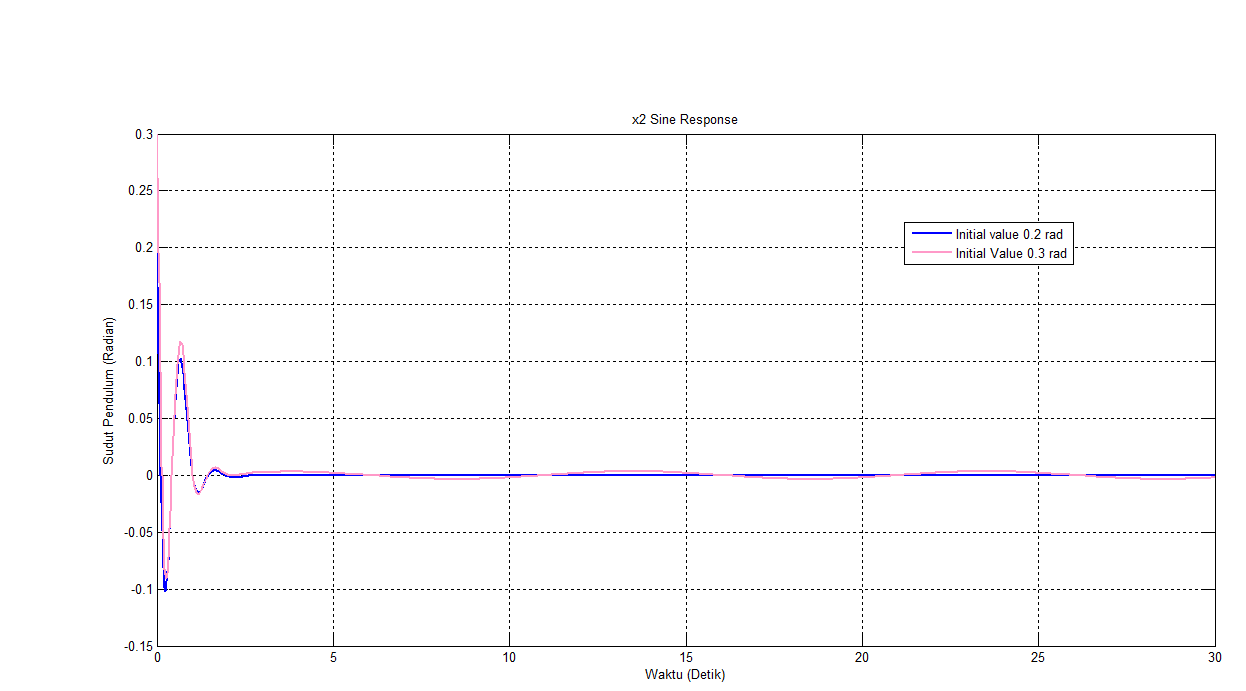 x2 Sine Response
0.3
0.25
0.2
0.15
0.1
0.05
0
-0.05
-0.1
-0.15
Sudut Pendulum (Radian)
Initial value 0.2 rad
Initial Value 0.3 rad
0 5 10 15 20 25 30
Waktu (Detik)